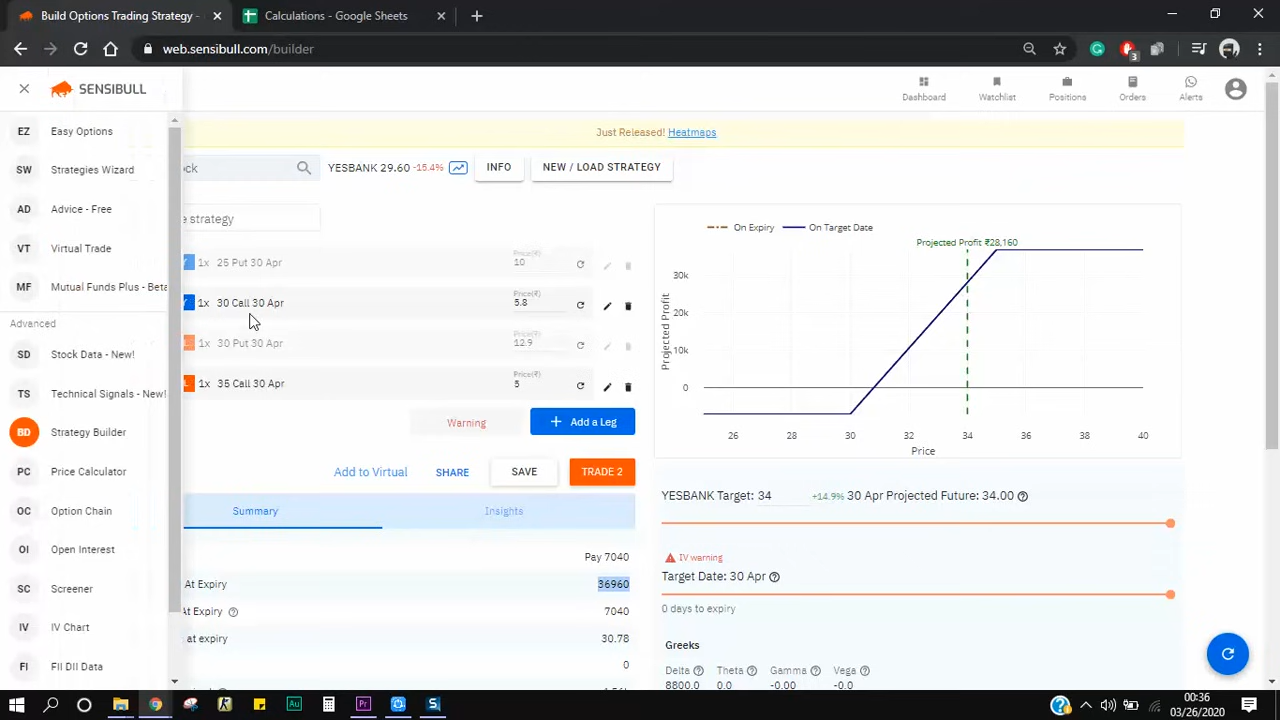 Build Options Trading Strategy -
Calculations - Google Sheets
web.sensibull.com/builder
3
SENSIBULL
Dashboard
Watchlist
Positions
Orders
Alerts
EZ Easy Options
SW Strategies Wizard
AD Advice - Free
VT Virtual Trade
MF Mutual Funds Plus - Beta
Advanced
SD Stock Data - New!
TS Technical Signals - New!
BD Strategy Builder
PC Price Calculator
OC Option Chain
OI Open Interest
SC Screener
IV IV Chart
FI FII DII Data
Just Released! Heatmaps
ock
YESBANK 29.60 -15.4%
INFO
NEW / LOAD STRATEGY
e strategy
1x 25 Put 30 Apr
Price(₹)
10
1x 30 Call 30 Apr
Price(₹)
5.8
1x 30 Put 30 Apr
Price(₹)
12.9
1x 35 Call 30 Apr
Price(₹)
5
Warning
+ Add a Leg
Add to Virtual
SHARE
SAVE
TRADE 2
Summary
Insights
Pay 7040
At Expiry 36960
At Expiry 7040
at expiry 30.78
0
On Expiry
On Target Date
Projected Profit ₹28,160
Projected Profit
30k
20k
10k
0
26 28 30 32 34 36 38 40
Price
YESBANK Target: 34 +14.9% 30 Apr Projected Future: 34.00
IV warning
Target Date: 30 Apr
0 days to expiry
Greeks
Delta Theta Gamma Vega
8800.0 0.0 -0.00 -0.0
00:36
03/26/2020